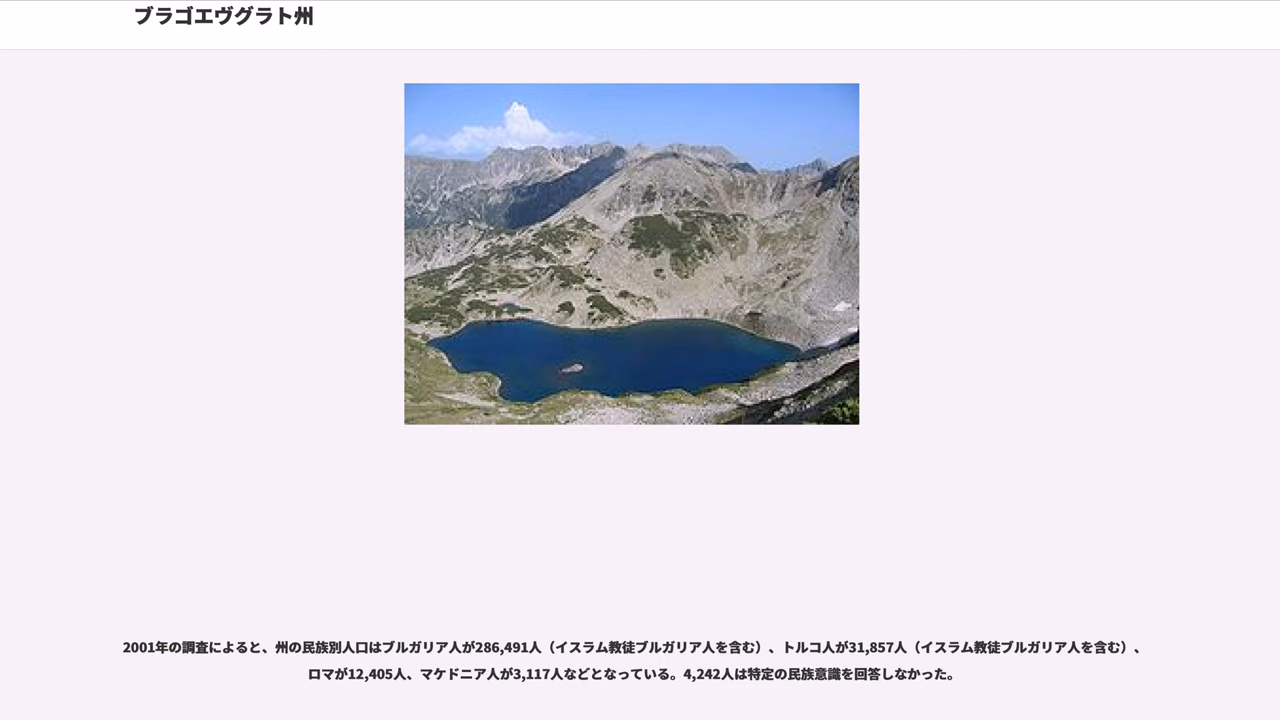 ブラゴエヴグラト州
2001年の調査によると、州の民族別人口はブルガリア人が286,491人（イスラム教徒ブルガリア人を含む）、トルコ人が31,857人（イスラム教徒ブルガリア人を含む）、
ロマが12,405人、マケドニア人が3,117人などとなっている。4,242人は特定の民族意識を回答しなかった。